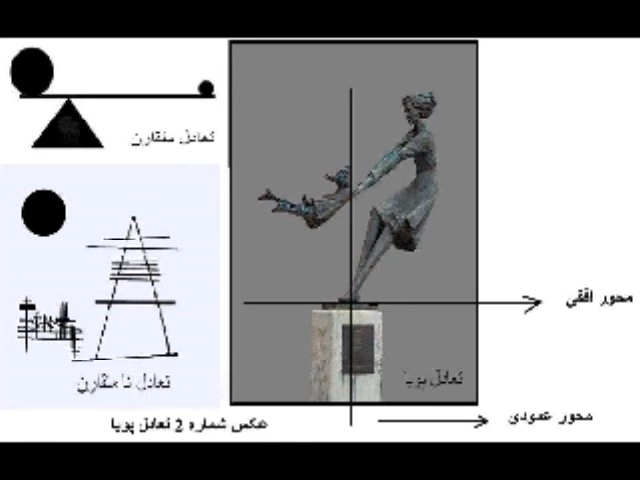 تعادل متقارن
تعادل نا متقارن
تعادل پویا
محور افقی
محور عمودی
عکس شماره 2 تعادل پویا